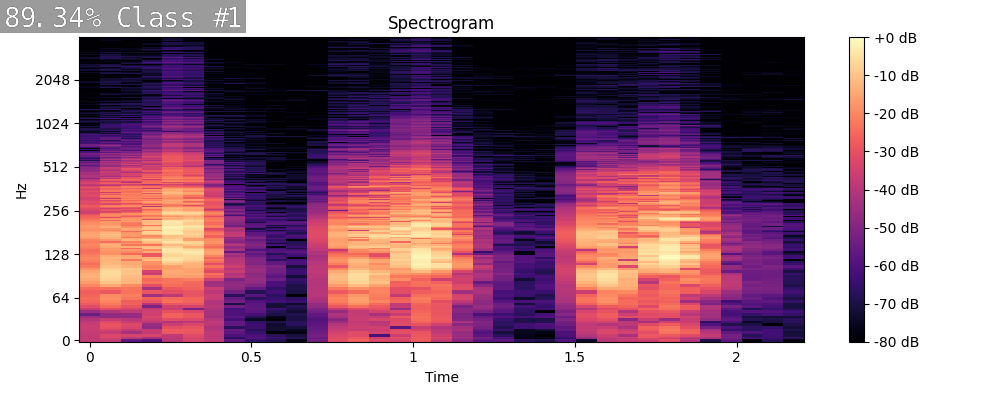 89.34% Class #1
Spectrogram
Hz
2048
1024
512
256
128
64
0
0
0.5
1
1.5
2
Time
+0 dB
-10 dB
-20 dB
-30 dB
-40 dB
-50 dB
-60 dB
-70 dB
-80 dB